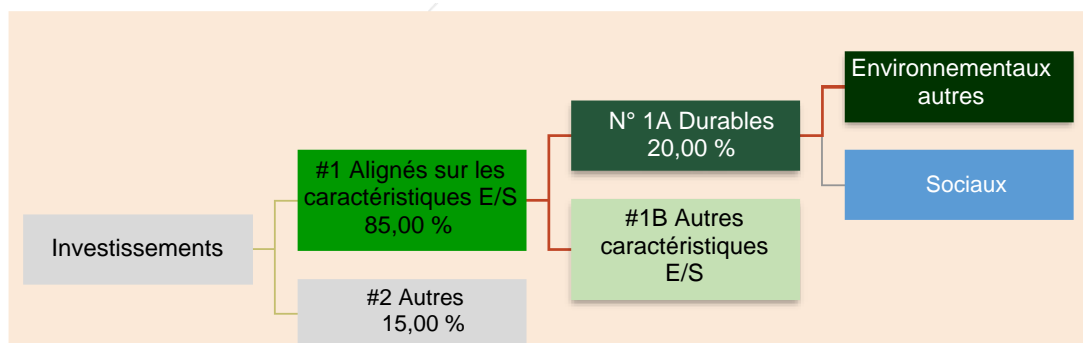 Investissements
#1 Alignés sur les
caractéristiques E/S
85,00 %
#2 Autres
15,00 %
N° 1A Durables
20,00 %
#1B Autres
caractéristiques
E/S
Environnementaux
autres
Sociaux